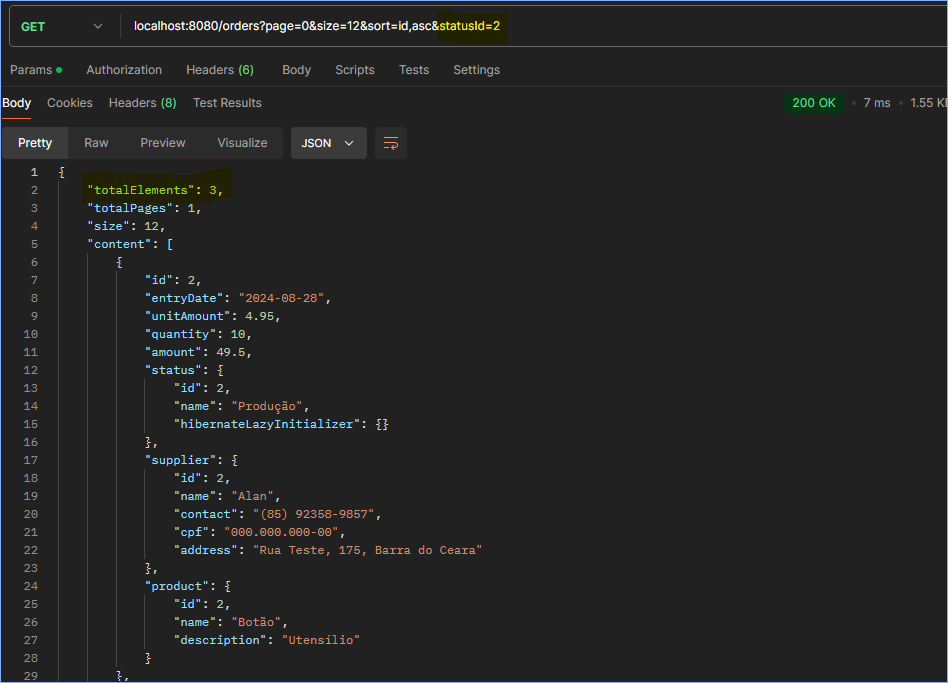 GET localhost:8080/orders?page=0&size=12&sort=id,asc&statusId=2
Params Authorization Headers (6) Body Scripts Tests Settings
Body Cookies Headers (8) Test Results 200 OK 7 ms 1.55 K
Pretty Raw Preview Visualize JSON
1 {
2 "totalElements": 3,
3 "totalPages": 1,
4 "size": 12,
5 "content": [
6 {
7 "id": 2,
8 "entryDate": "2024-08-28",
9 "unitAmount": 4.95,
10 "quantity": 10,
11 "amount": 49.5,
12 "status": {
13 "id": 2,
14 "name": "Produção",
15 "hibernateLazyInitializer": {}
16 },
17 "supplier": {
18 "id": 2,
19 "name": "Alan",
20 "contact": "(85) 92358-9857",
21 "cpf": "000.000.000-00",
22 "address": "Rua Teste, 175, Barra do Ceara"
23 },
24 "product": {
25 "id": 2,
26 "name": "Botão",
27 "description": "Utensílio"
28 }
29 },